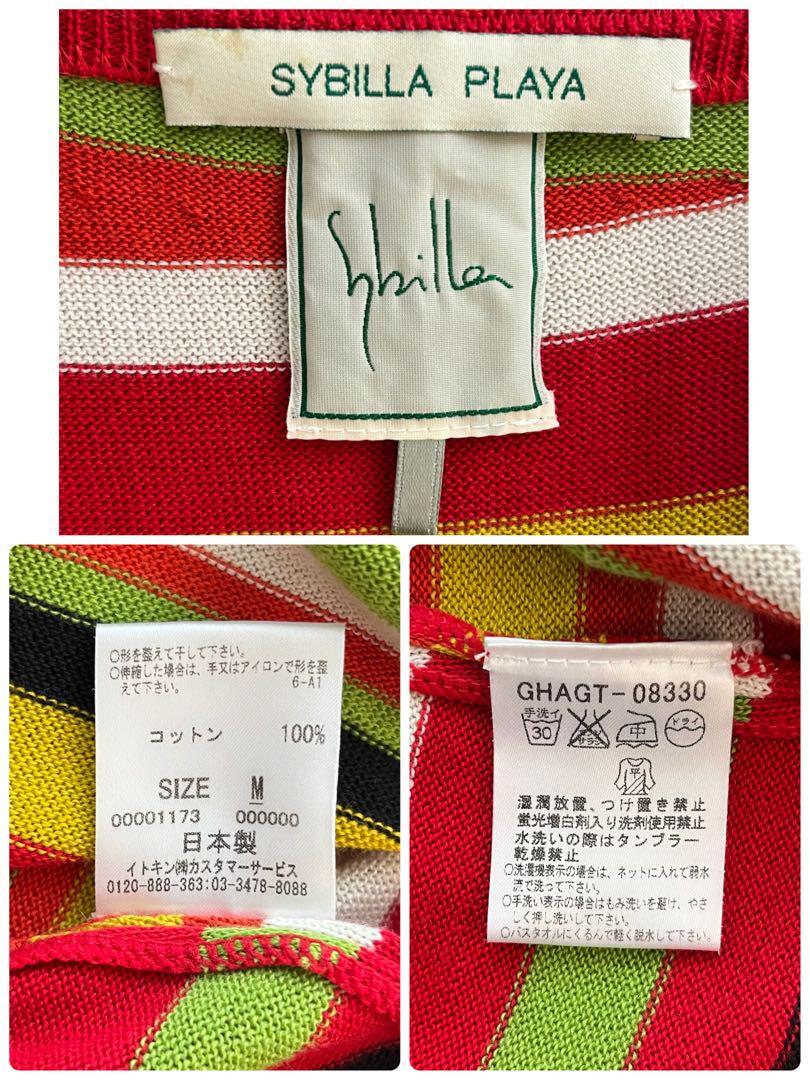 SYBILLA PLAYA
Sybilla
○形を整えて干して下さい。
○伸縮した場合は、手又はアイロンで形を整
えて下さい。
6-A1
コットン 100%
SIZE M
00001173 000000
日本製
イトキン㈱カスタマーサービス
0120-888-363:03-3478-8088
GHAGT-08330
手洗イ
30
エンソ
サラシ
中
ドライ
平
湿潤放置、つけ置き禁止
蛍光増白剤入り洗剤使用禁止
水洗いの際はタンブラー
乾燥禁止
○洗濯機表示の場合は、ネットに入れて弱水
流で洗って下さい。
○手洗い表示の場合はもみ洗いを避け、やさ
しく押し洗いして下さい。
○バスタオルにくるんで軽く脱水して下さい。